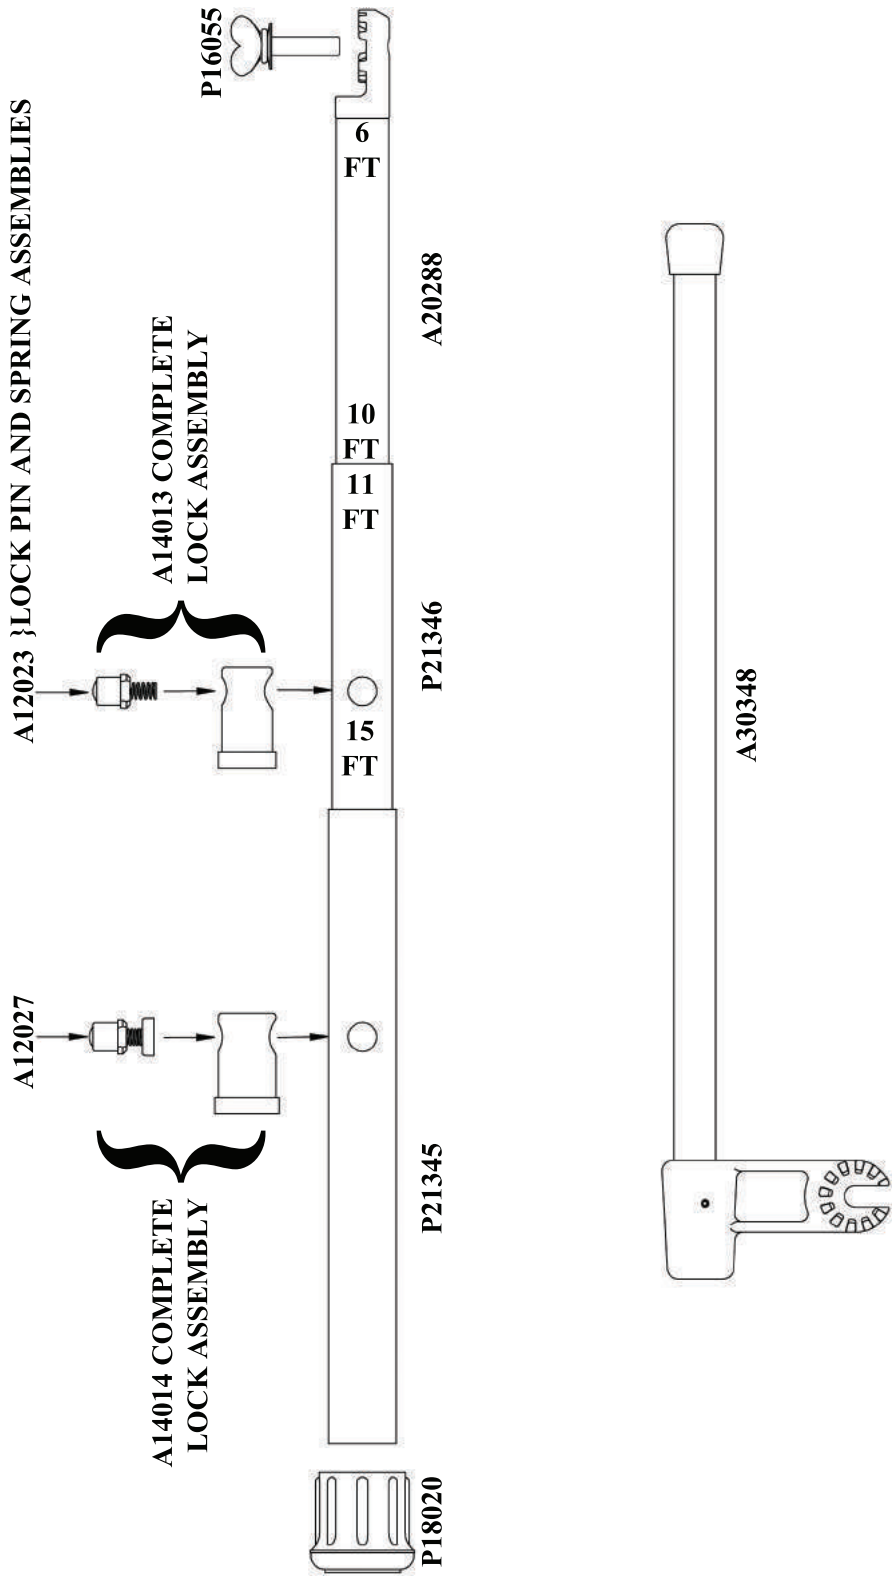 P16055
A12023 }LOCK PIN AND SPRING ASSEMBLIES
A14013 COMPLETE
LOCK ASSEMBLY
6
FT
A20288
10
FT
11
FT
P21346
15
FT
A30348
A12027
A14014 COMPLETE
LOCK ASSEMBLY
P21345
P18020